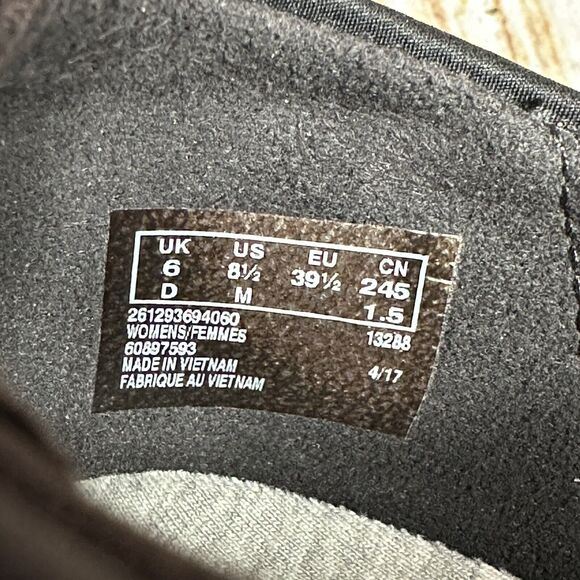 UK US EU CN
6 8½ 39½ 245
D M 1.5
261293694060
WOMENS/FEMMES 13288
60897593
MADE IN VIETNAM 4/17
FABRIQUE AU VIETNAM